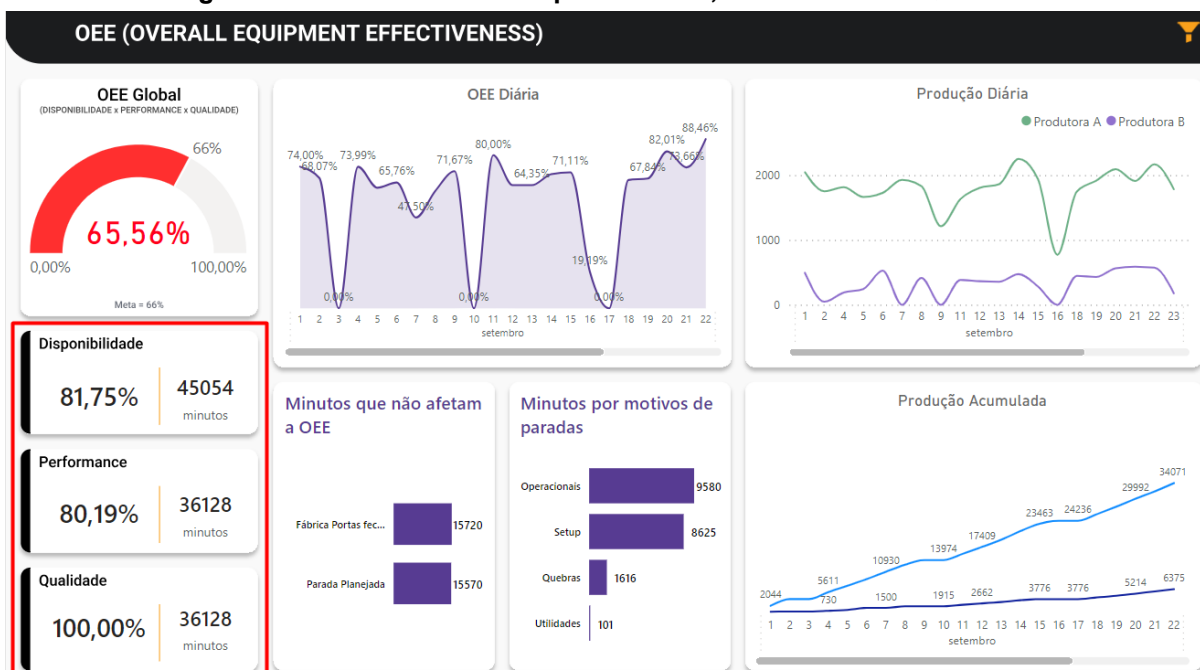 OEE (OVERALL EQUIPMENT EFFECTIVENESS)
OEE Global
(DISPONIBILIDADE x PERFORMANCE x QUALIDADE)
66%
65,56%
0,00%
100,00%
Meta = 66%
Disponibilidade
81,75%
45054
minutos
Performance
80,19%
36128
minutos
Qualidade
100,00%
36128
minutos
OEE Diária
74,00%
68,07%
0,00%
73,99%
65,76%
47,50%
71,67%
0,00%
80,00%
64,35%
71,11%
19,19%
0,00%
67,84%
82,01%
73,66%
88,46%
1 2 3 4 5 6 7 8 9 10 11 12 13 14 15 16 17 18 19 20 21 22
setembro
Minutos que não afetam
a OEE
Fábrica Portas fec... 15720
Parada Planejada 15570
Minutos por motivos de
paradas
Operacionais 9580
Setup 8625
Quebras 1616
Utilidades 101
Produção Diária
Produtora A Produtora B
2000
1000
0
1 2 4 5 6 7 8 9 11 12 13 14 15 16 18 19 20 21 22 23
setembro
Produção Acumulada
2044
5611
10930
13974
17409
23463
24236
29992
34071
730
1500
1915
2662
3776
3776
5214
6375
1 2 3 4 5 6 7 8 9 10 11 12 13 14 15 16 17 18 19 20 21 22
setembro